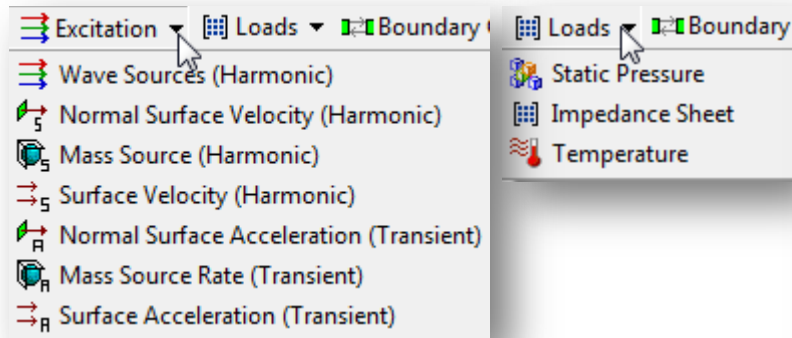 Excitation Loads Boundary
Wave Sources (Harmonic)
Normal Surface Velocity (Harmonic)
Mass Source (Harmonic)
Surface Velocity (Harmonic)
Normal Surface Acceleration (Transient)
Mass Source Rate (Transient)
Surface Acceleration (Transient)
Loads Boundary
Static Pressure
Impedance Sheet
Temperature